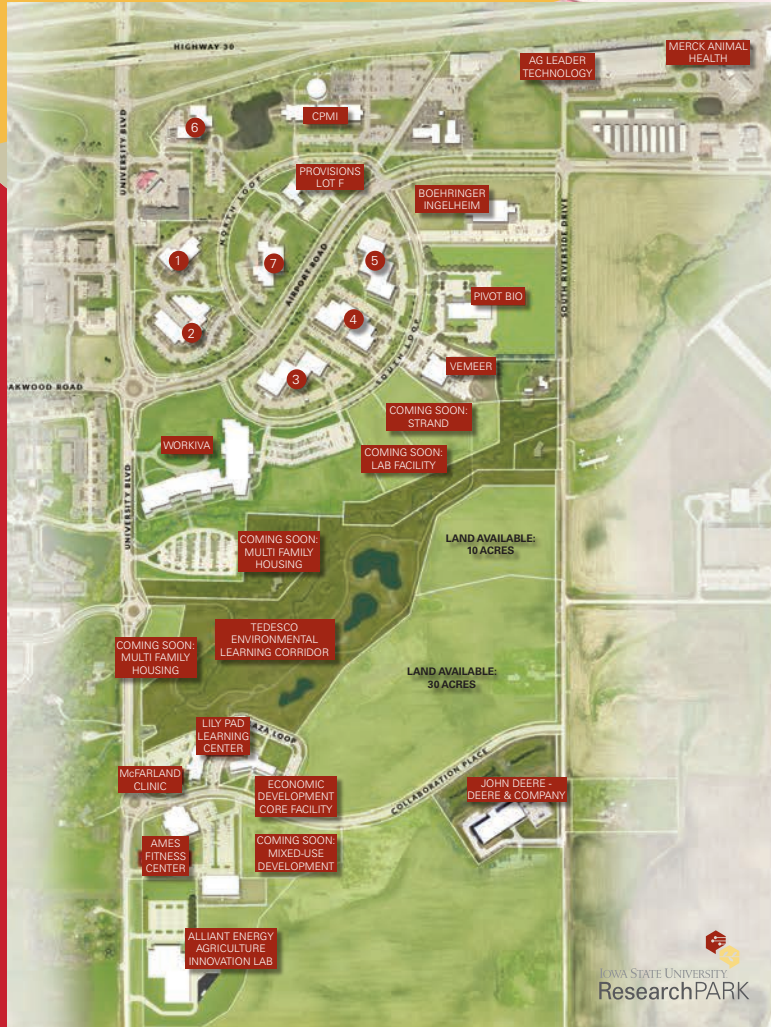 HIGHWAY 30
MERCK ANIMAL
HEALTH
AG LEADER
TECHNOLOGY
UNIVERSITY BLVD
CPMI
6
PROVISIONS
LOT F
BOEHRINGER
INGELHEIM
SOUTH RIVERSIDE DRIVE
NORTH LOOP
1
7
5
AIRPORT ROAD
PIVOT BIO
2
4
SOUTH LOOP
VEMEER
3
AKWOOD ROAD
COMING SOON:
STRAND
WORKIVA
COMING SOON:
LAB FACILITY
UNIVERSITY BLVD
COMING SOON:
MULTI FAMILY
HOUSING
LAND AVAILABLE:
10 ACRES
TEDESCO
ENVIRONMENTAL
LEARNING CORRIDOR
COMING SOON:
MULTI FAMILY
HOUSING
LAND AVAILABLE:
30 ACRES
LILY PAD
LEARNING
CENTER
AZA LOOP
McFARLAND
CLINIC
ECONOMIC
DEVELOPMENT
CORE FACILITY
COLLABORATION PLACE
JOHN DEERE -
DEERE & COMPANY
AMES
FITNESS
CENTER
COMING SOON:
MIXED-USE
DEVELOPMENT
ALLIANT ENERGY
AGRICULTURE
INNOVATION LAB
IOWA STATE UNIVERSITY
ResearchPARK